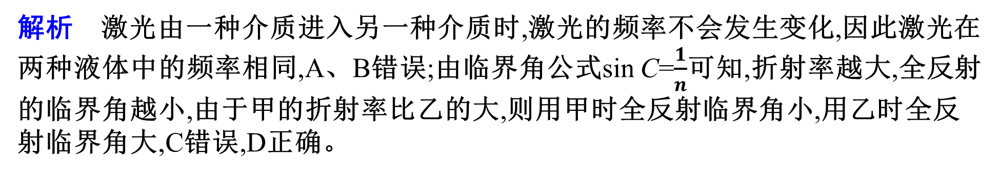 解析 激光由一种介质进入另一种介质时,激光的频率不会发生变化,因此激光在
两种液体中的频率相同,A、B错误;由临界角公式sin C=1/n可知,折射率越大,全反射
的临界角越小,由于甲的折射率比乙的大,则用甲时全反射临界角小,用乙时全反
射临界角大,C错误,D正确。